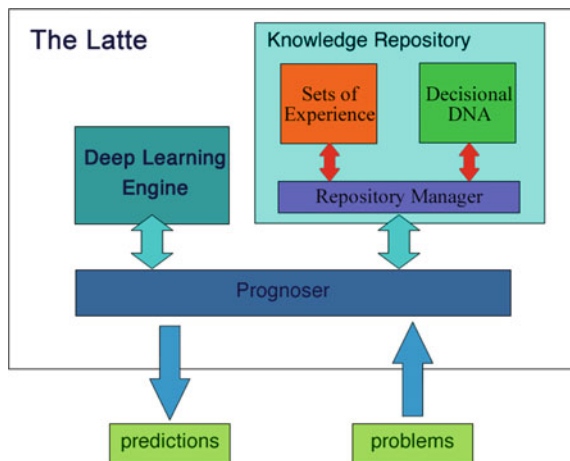 The Latte
Knowledge Repository
Sets of
Experience
Decisional
DNA
Deep Learning
Engine
Repository Manager
Prognoser
predictions
problems